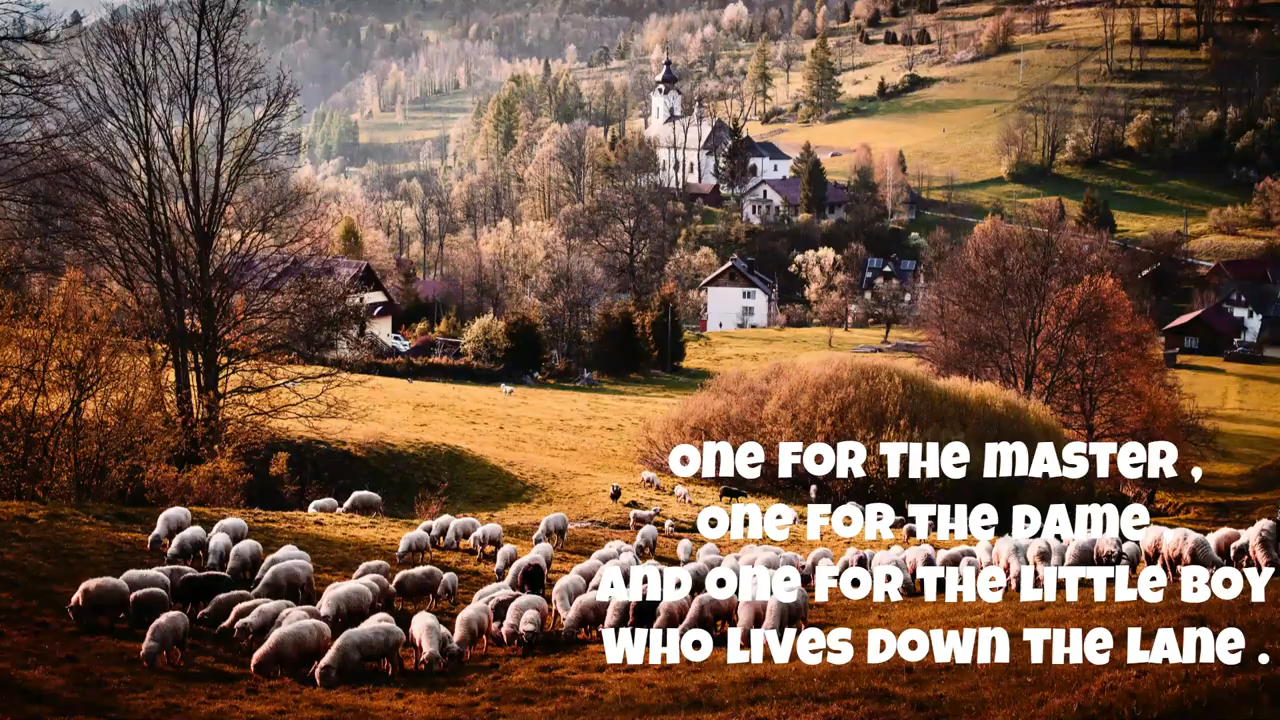 one for the master ,
one for the dame ,
and one for the little boy
who lives down the lane .